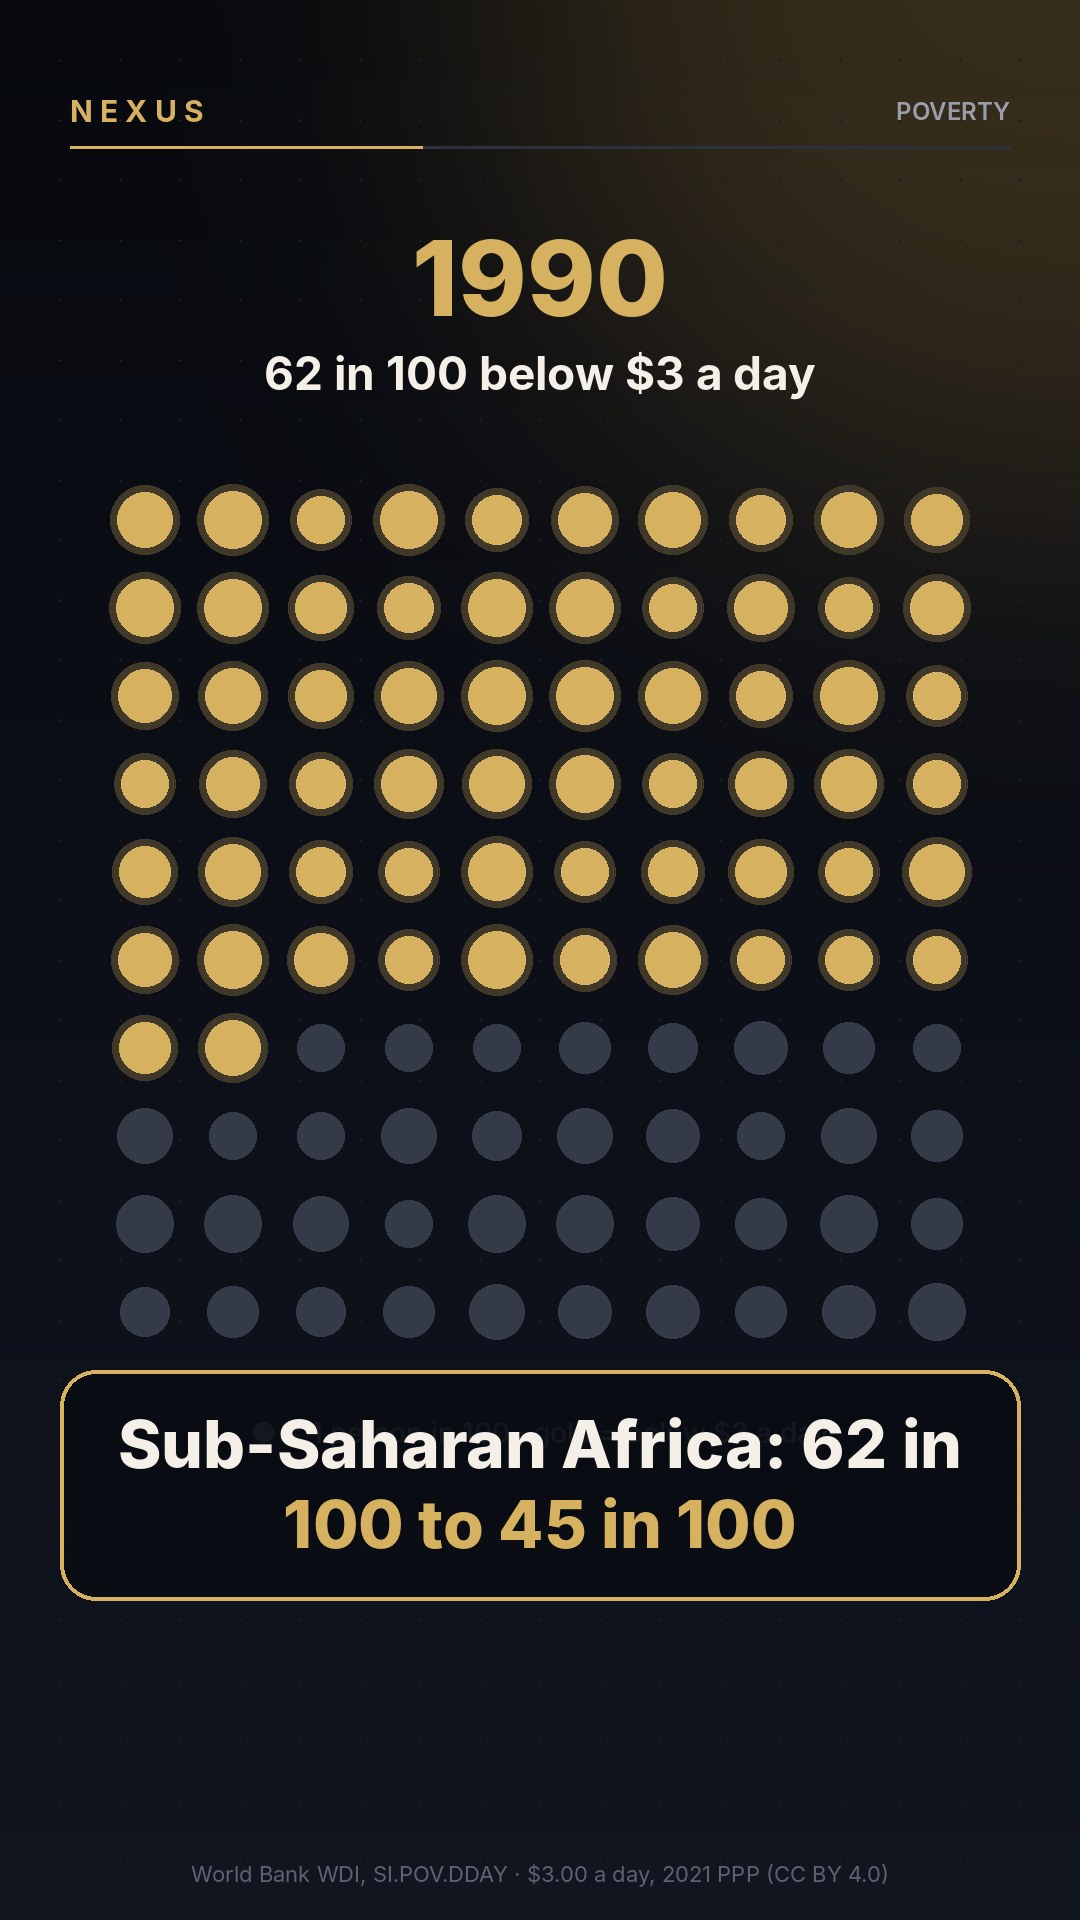 NEXUS
POVERTY
1990
62 in 100 below $3 a day
Sub-Saharan Africa: 62 in
100 to 45 in 100
World Bank WDI, SI.POV.DDAY · $3.00 a day, 2021 PPP (CC BY 4.0)